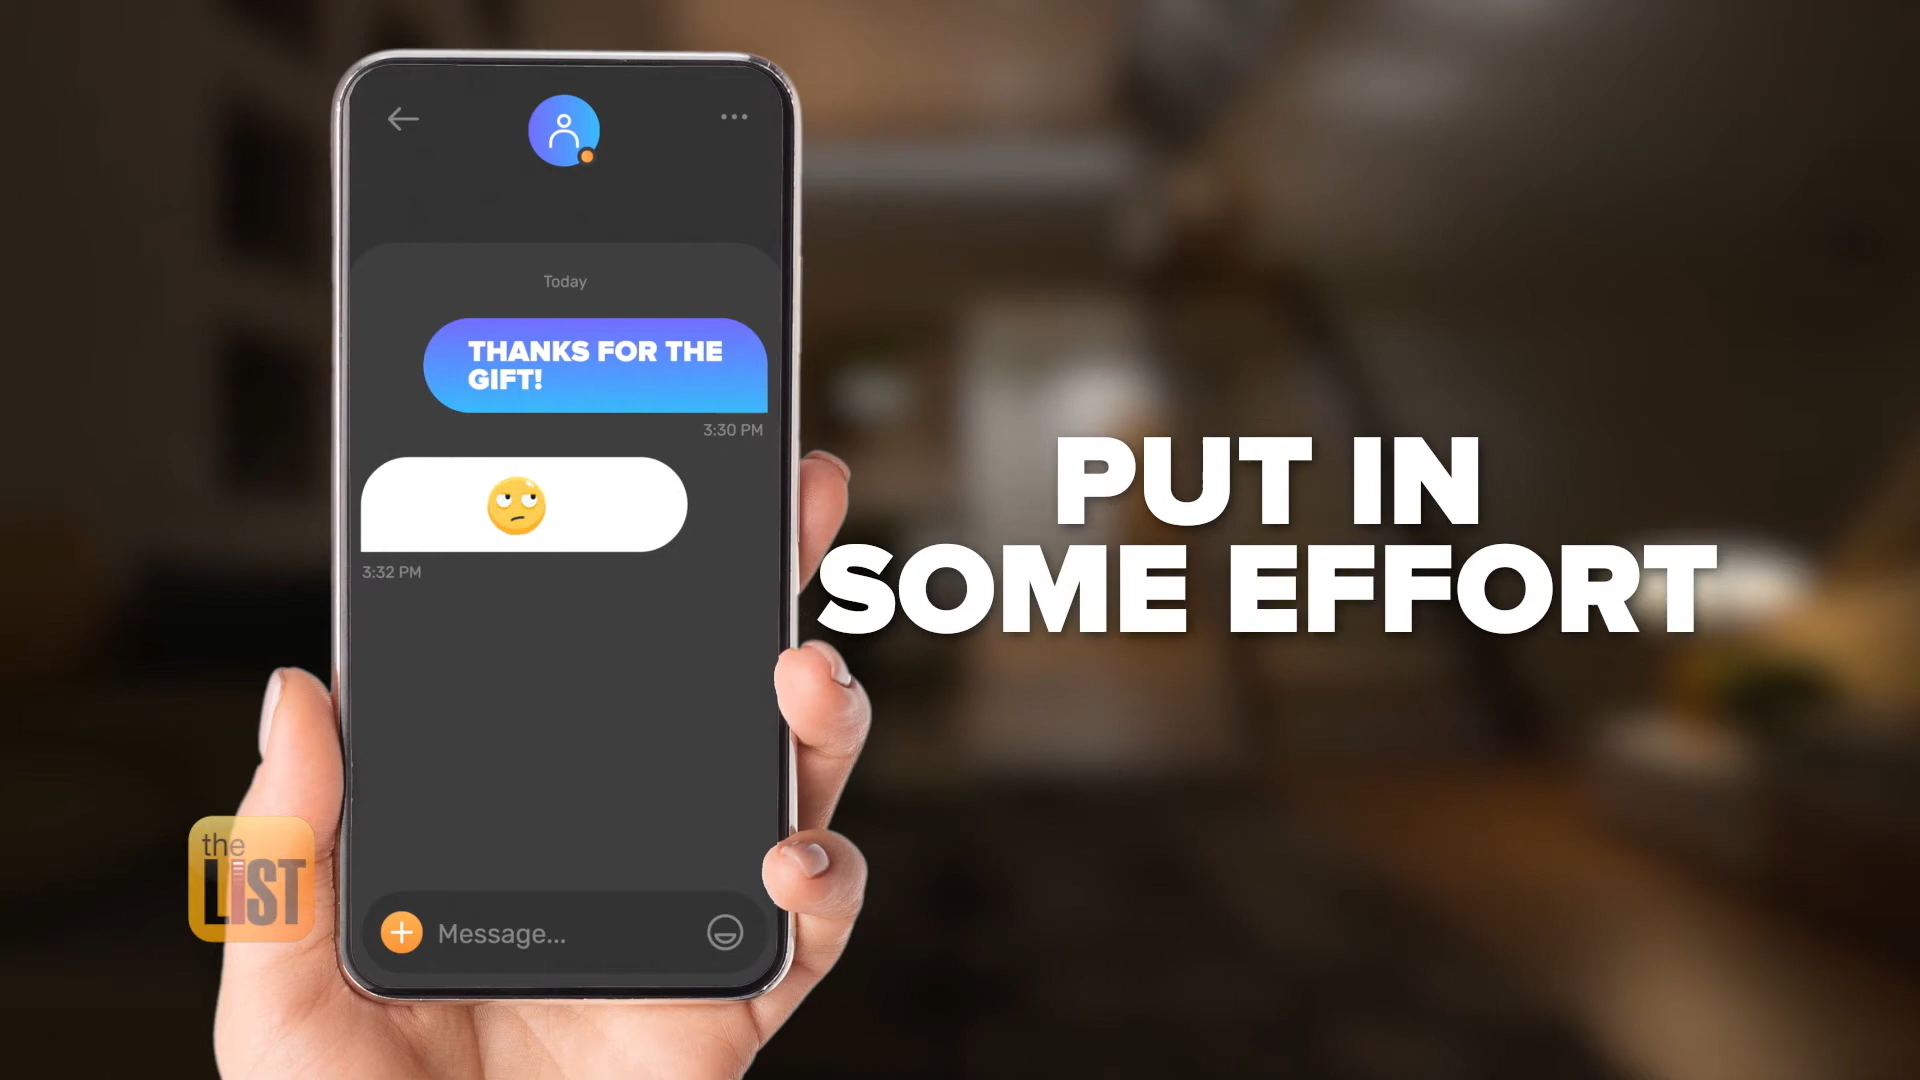 Today
THANKS FOR THE
GIFT!
3:30 PM
3:32 PM
Message...
PUT IN
SOME EFFORT
the
LiST